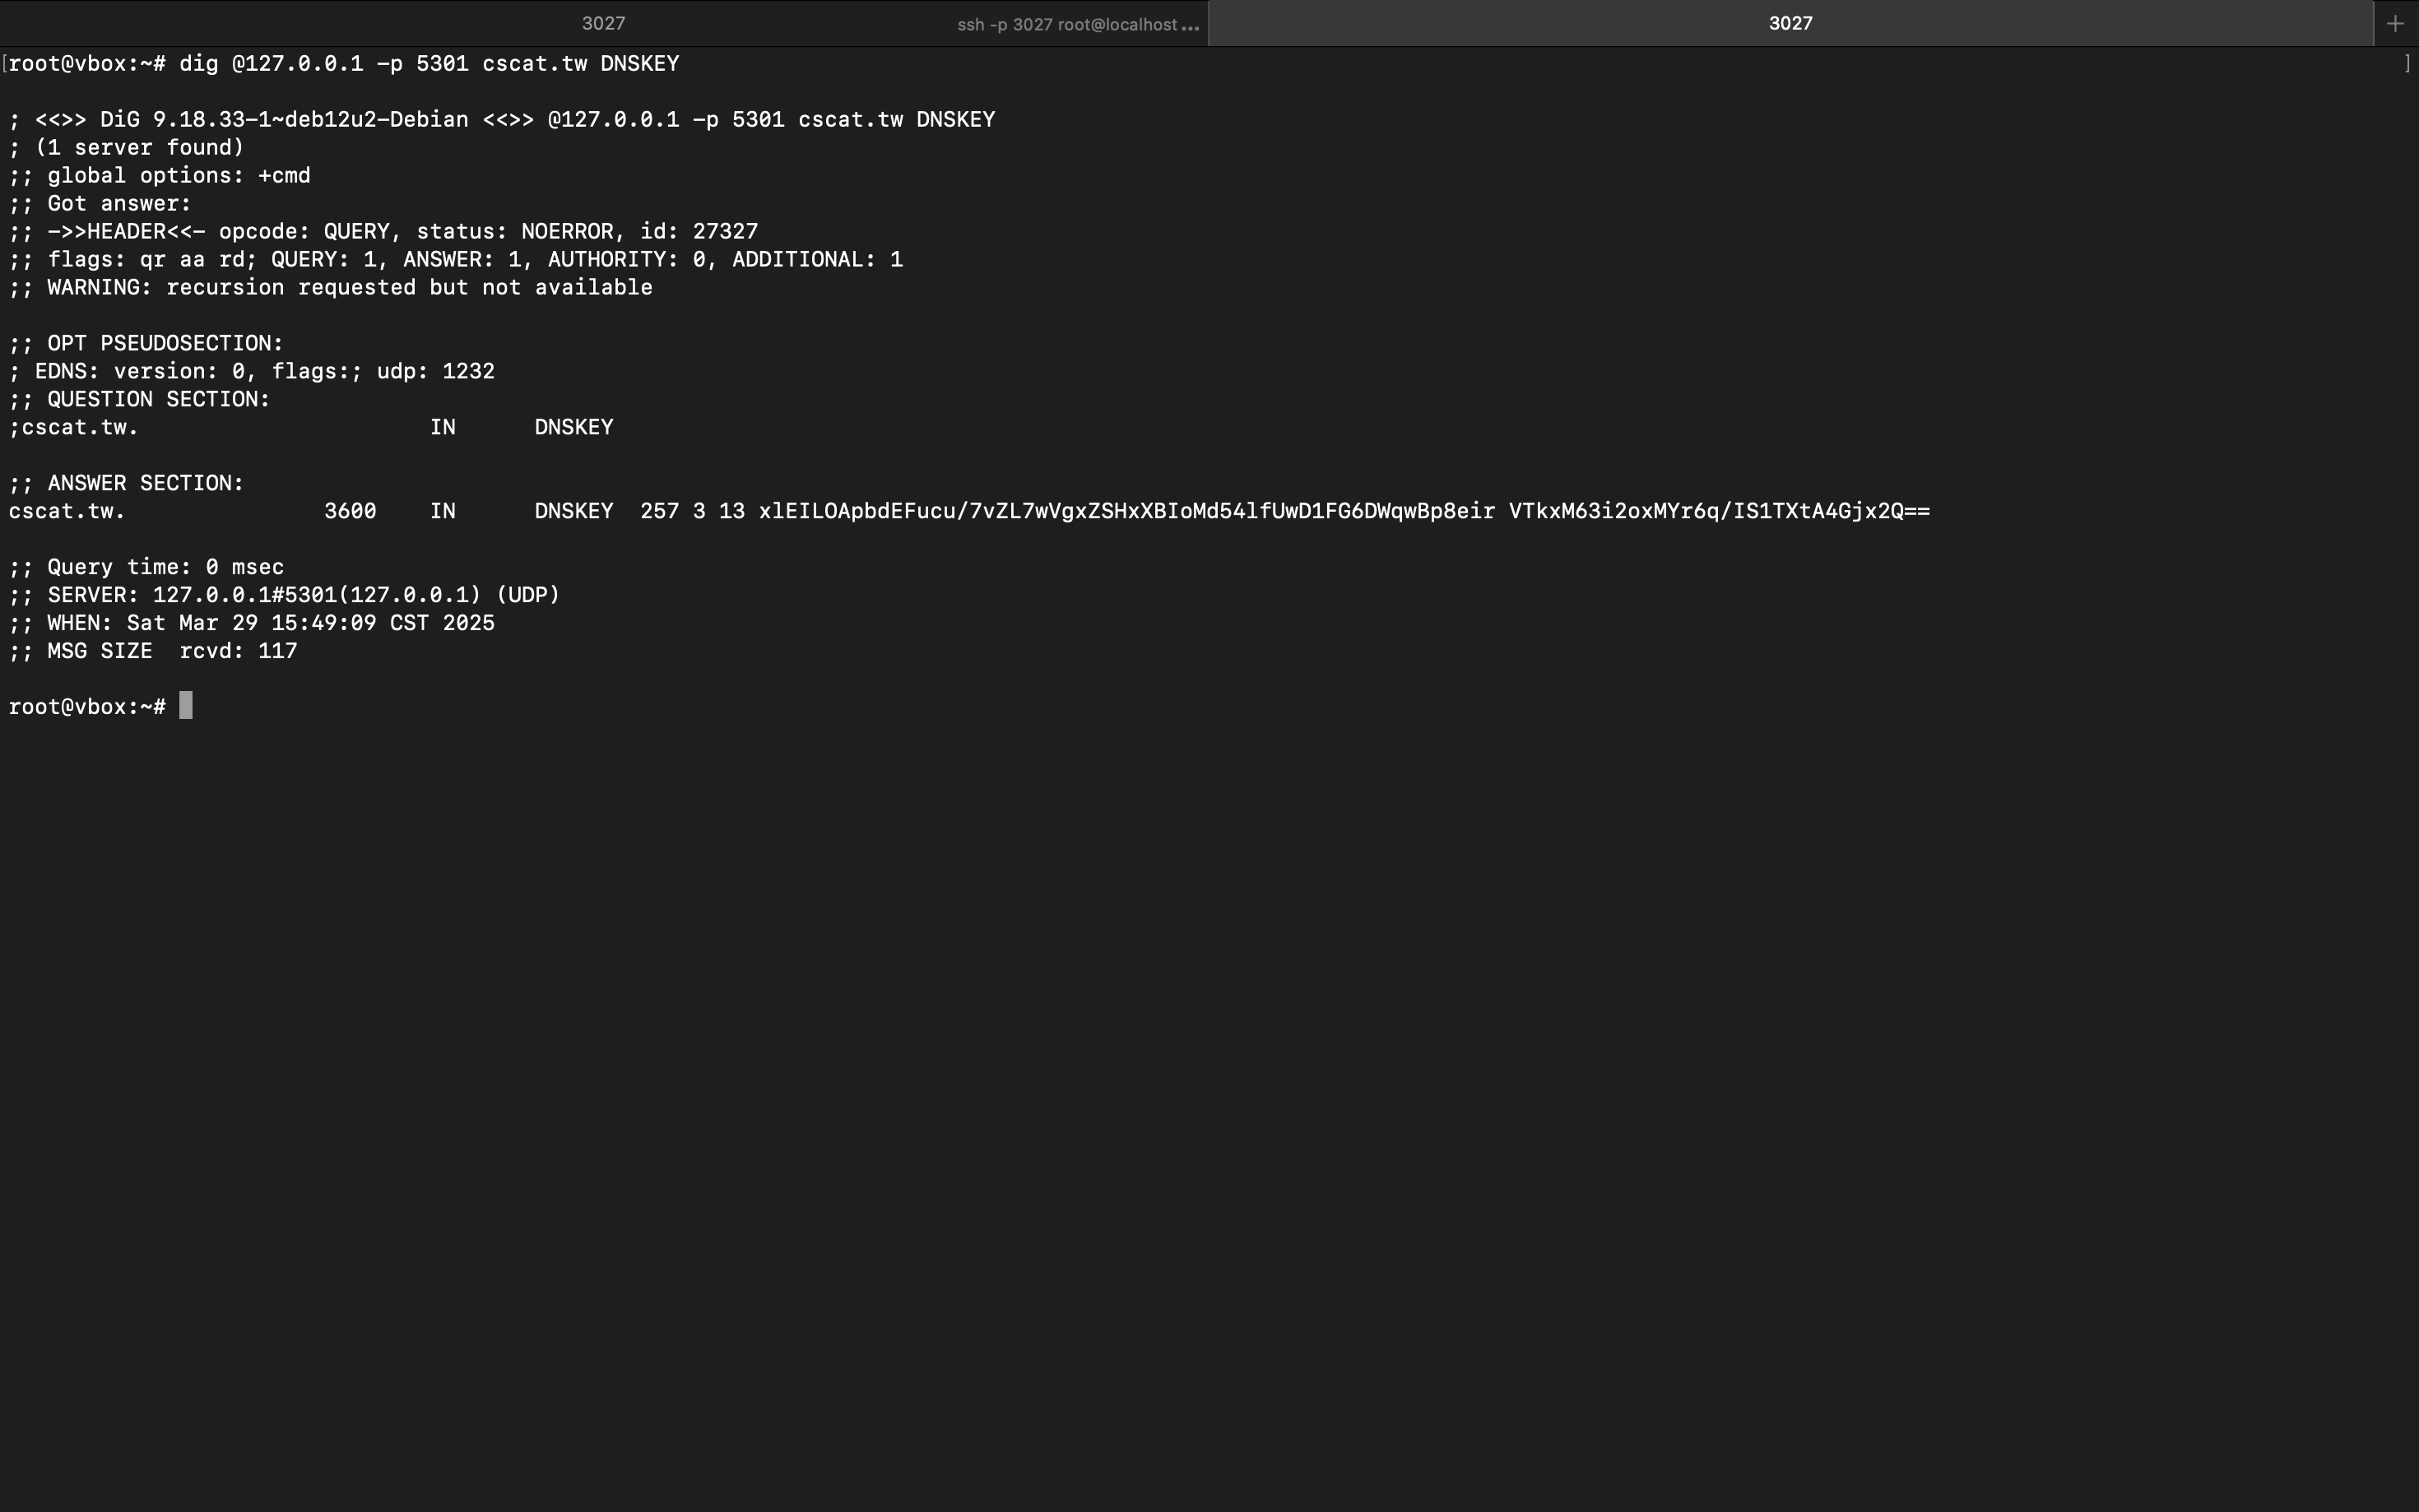 3027 ssh -p 3027 root@localhost ... 3027 +
[root@vbox:~# dig @127.0.0.1 -p 5301 cscat.tw DNSKEY ]
; <<>> DiG 9.18.33-1~deb12u2-Debian <<>> @127.0.0.1 -p 5301 cscat.tw DNSKEY
; (1 server found)
;; global options: +cmd
;; Got answer:
;; ->>HEADER<<- opcode: QUERY, status: NOERROR, id: 27327
;; flags: qr aa rd; QUERY: 1, ANSWER: 1, AUTHORITY: 0, ADDITIONAL: 1
;; WARNING: recursion requested but not available
;; OPT PSEUDOSECTION:
; EDNS: version: 0, flags:; udp: 1232
;; QUESTION SECTION:
;cscat.tw. IN DNSKEY
;; ANSWER SECTION:
cscat.tw. 3600 IN DNSKEY 257 3 13 xlEILOApbdEFucu/7vZL7wVgxZSHxXBIoMd54lfUwD1FG6DWqwBp8eir VTkxM63i2oxMYr6q/IS1TXtA4Gjx2Q==
;; Query time: 0 msec
;; SERVER: 127.0.0.1#5301(127.0.0.1) (UDP)
;; WHEN: Sat Mar 29 15:49:09 CST 2025
;; MSG SIZE rcvd: 117
root@vbox:~#